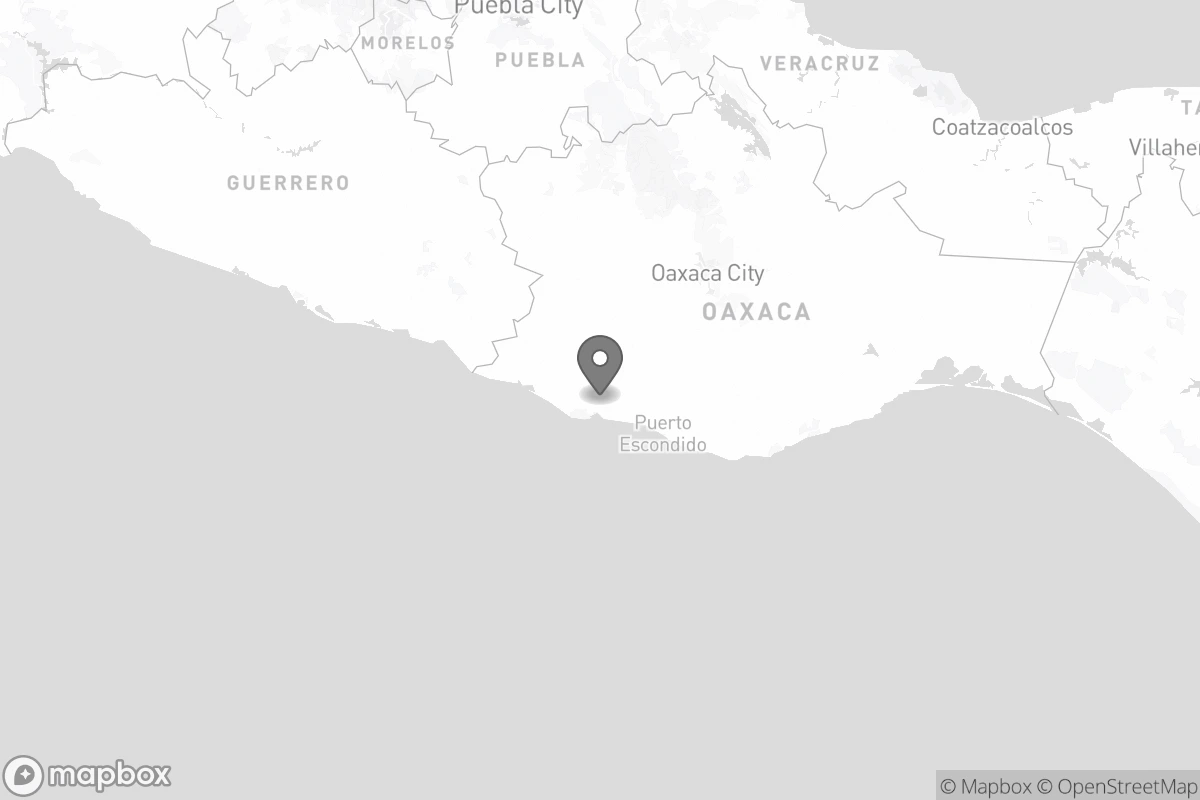 Puebla City
MORELOS
PUEBLA
VERACRUZ
TA
Coatzacoalcos
Villaher
GUERRERO
Oaxaca City
OAXACA
Puerto
Escondido
mapbox
© Mapbox © OpenStreetMap